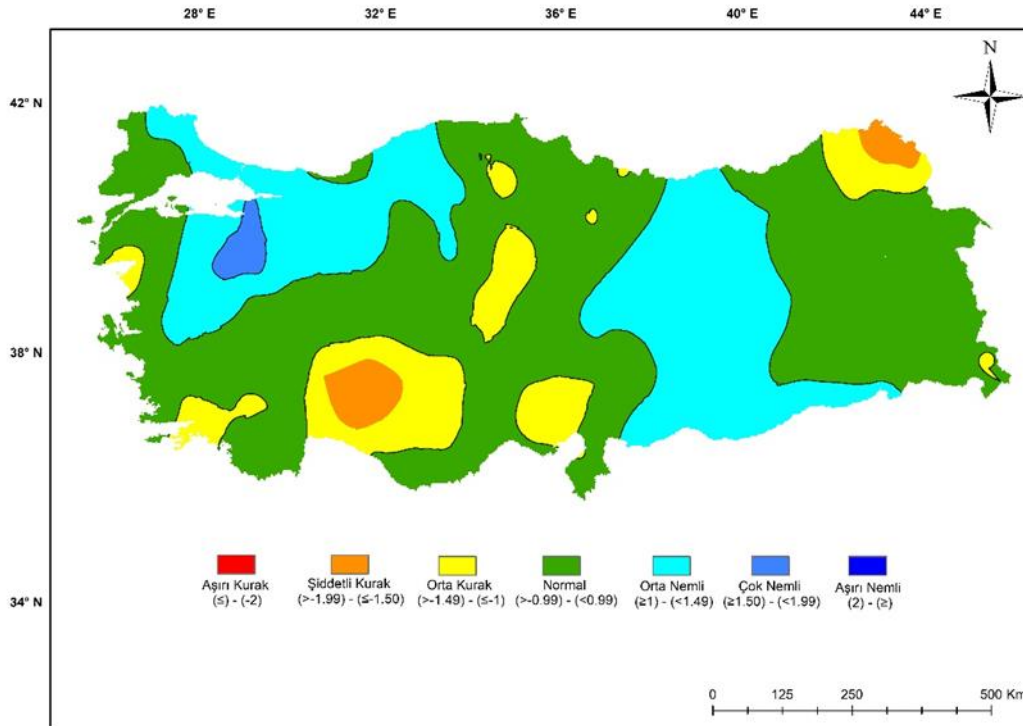 28° E 32° E 36° E 40° E 44° E
N
42° N
38° N
34° N
Aşırı Kurak
(≤) - (-2)
Şiddetli Kurak
(>-1.99) - (≤-1.50)
Orta Kurak
(>-1.49) - (≤-1)
Normal
(>-0.99) - (<0.99)
Orta Nemli
(≥1) - (<1.49)
Çok Nemli
(≥1.50) - (<1.99)
Aşırı Nemli
(2) - (≥)
0 125 250 500 Km